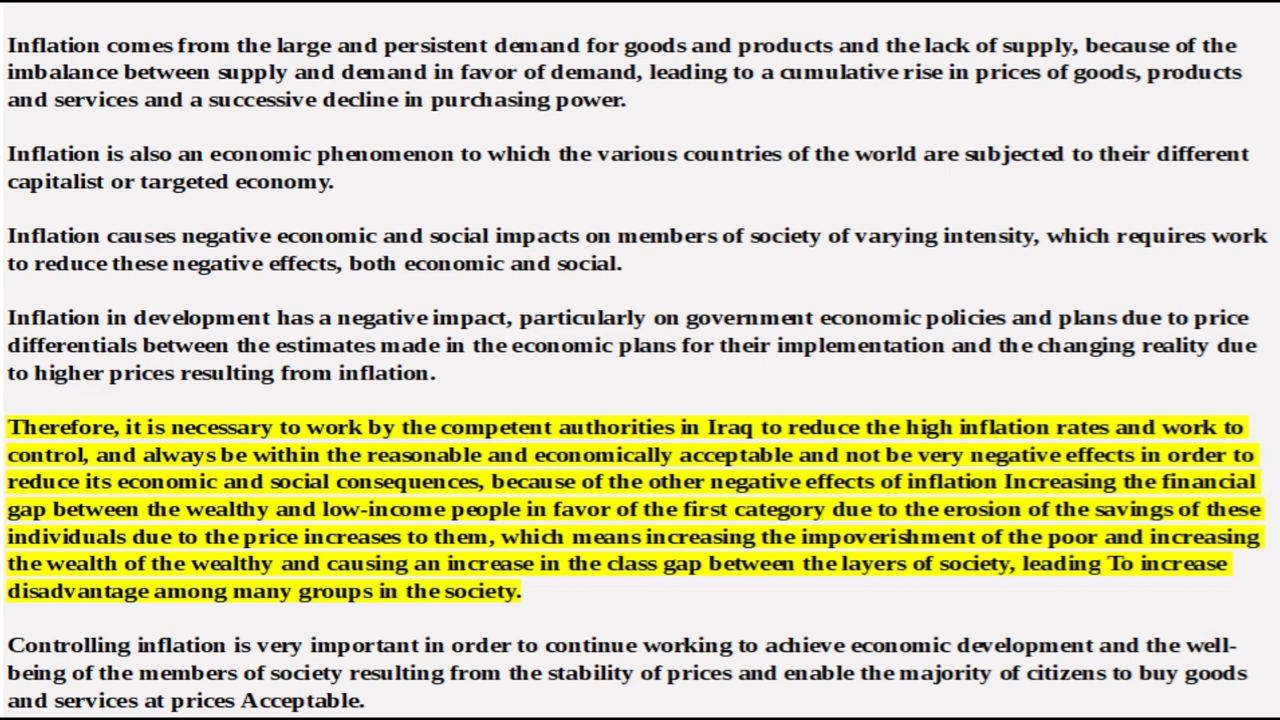 Inflation comes from the large and persistent demand for goods and products and the lack of supply, because of the
imbalance between supply and demand in favor of demand, leading to a cumulative rise in prices of goods, products
and services and a successive decline in purchasing power.
Inflation is also an economic phenomenon to which the various countries of the world are subjected to their different
capitalist or targeted economy.
Inflation causes negative economic and social impacts on members of society of varying intensity, which requires work
to reduce these negative effects, both economic and social.
Inflation in development has a negative impact, particularly on government economic policies and plans due to price
differentials between the estimates made in the economic plans for their implementation and the changing reality due
to higher prices resulting from inflation.
Therefore, it is necessary to work by the competent authorities in Iraq to reduce the high inflation rates and work to
control, and always be within the reasonable and economically acceptable and not be very negative effects in order to
reduce its economic and social consequences, because of the other negative effects of inflation Increasing the financial
gap between the wealthy and low-income people in favor of the first category due to the erosion of the savings of these
individuals due to the price increases to them, which means increasing the impoverishment of the poor and increasing
the wealth of the wealthy and causing an increase in the class gap between the layers of society, leading To increase
disadvantage among many groups in the society.
Controlling inflation is very important in order to continue working to achieve economic development and the well-
being of the members of society resulting from the stability of prices and enable the majority of citizens to buy goods
and services at prices Acceptable.